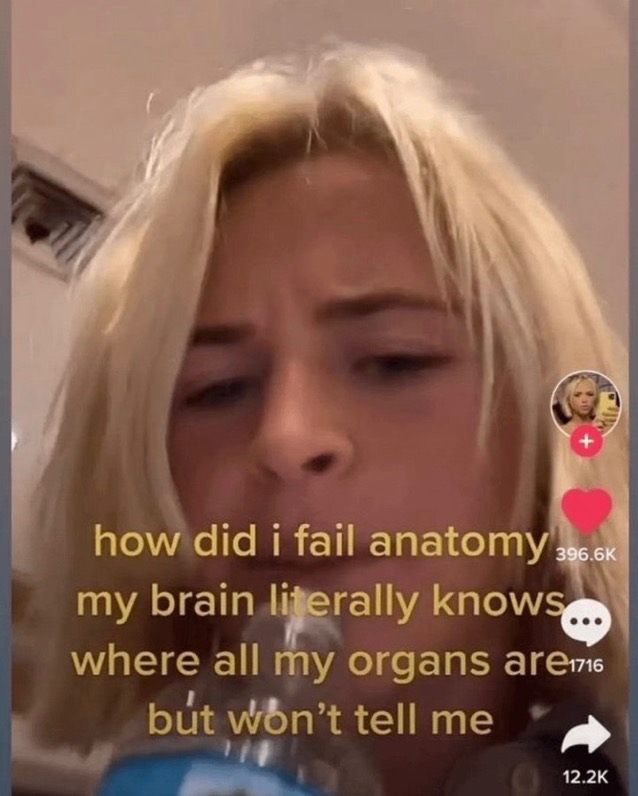 how did i fail anatomy
my brain literally knows
where all my organs are
but won't tell me
396.6K
1716
12.2K